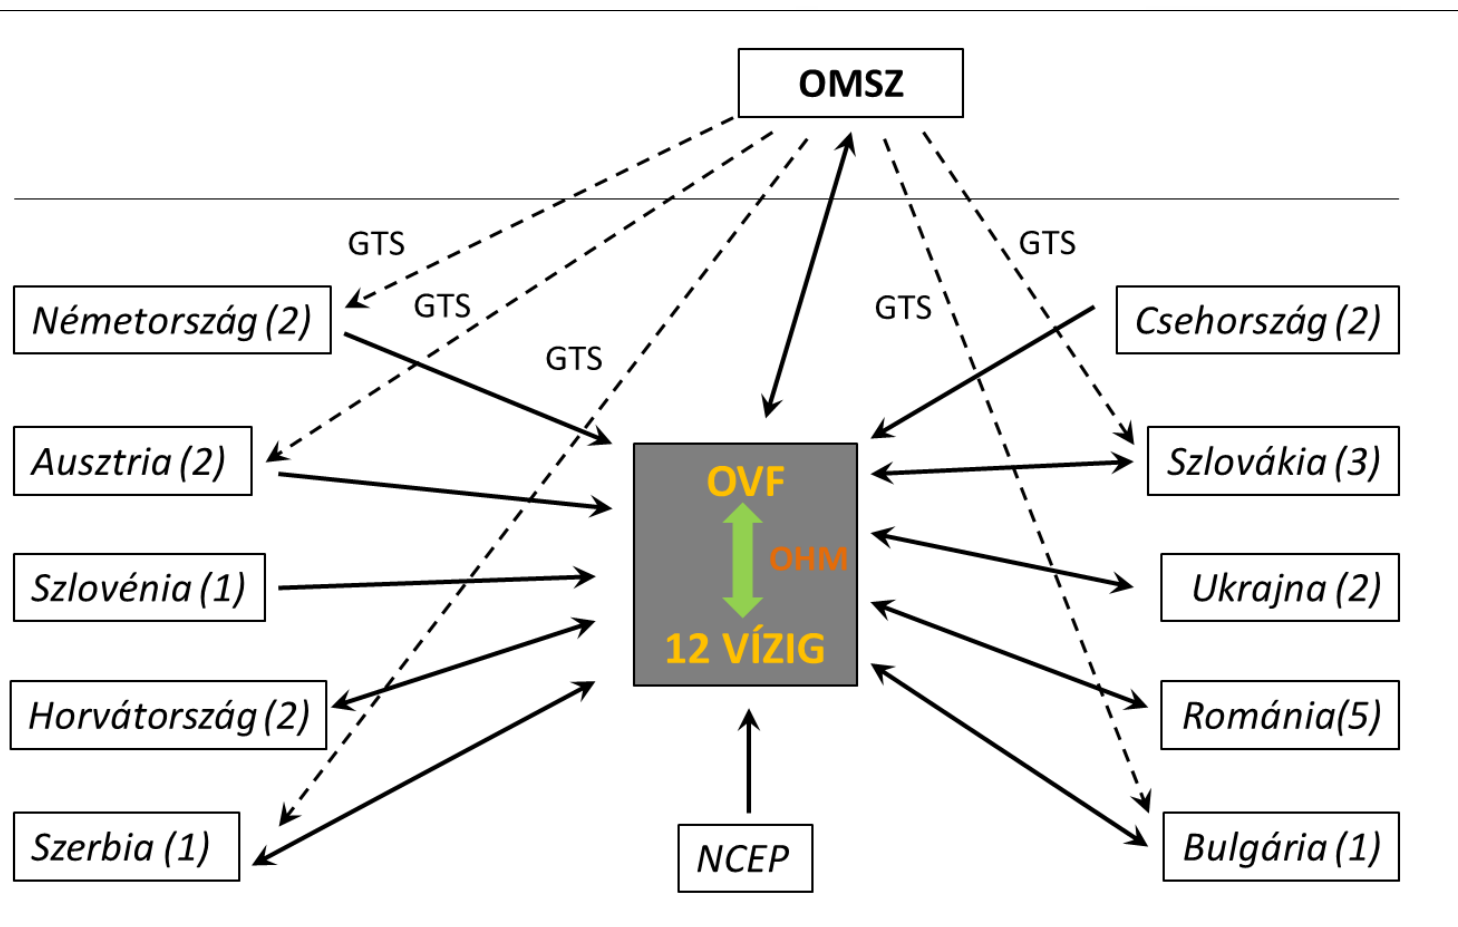 OMSZ
GTS
GTS
GTS
GTS
GTS
Németország (2)
Csehország (2)
Ausztria (2)
OVF
Szlovákia (3)
OHM
Szlovénia (1)
Ukrajna (2)
12 VÍZIG
Horvátország (2)
Románia(5)
Szerbia (1)
NCEP
Bulgária (1)